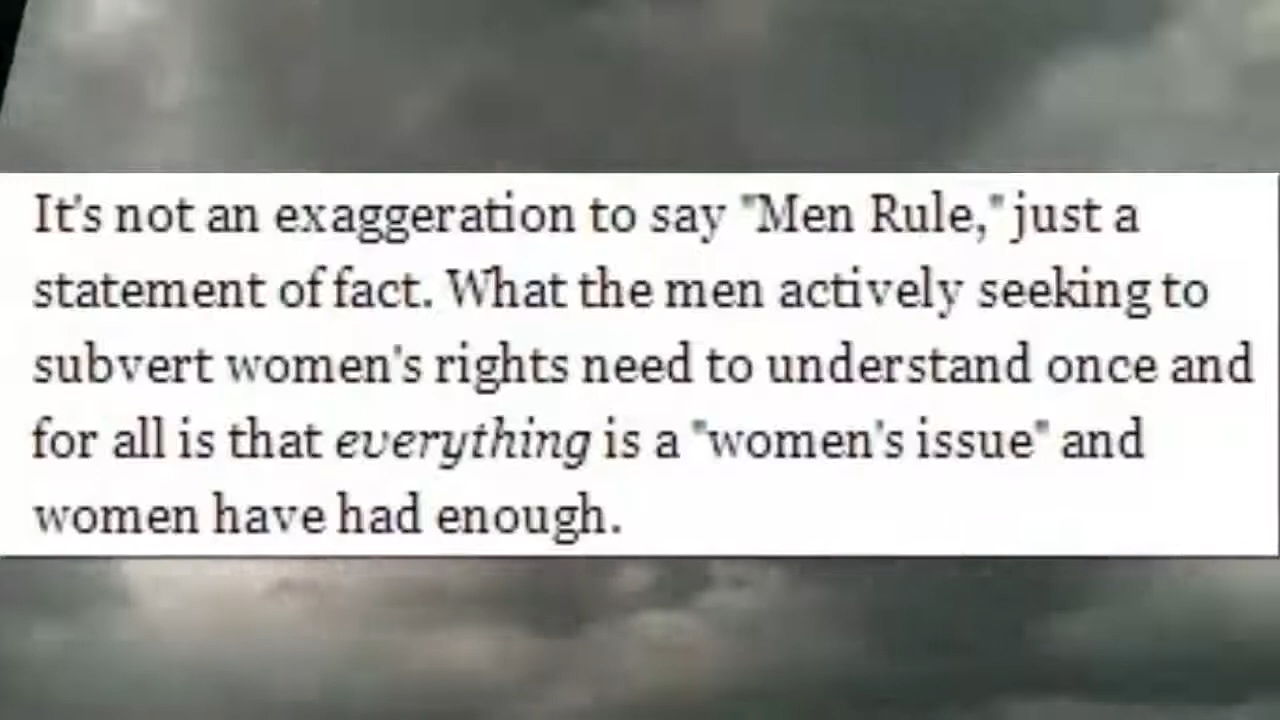 It's not an exaggeration to say "Men Rule," just a
statement of fact. What the men actively seeking to
subvert women's rights need to understand once and
for all is that everything is a "women's issue" and
women have had enough.